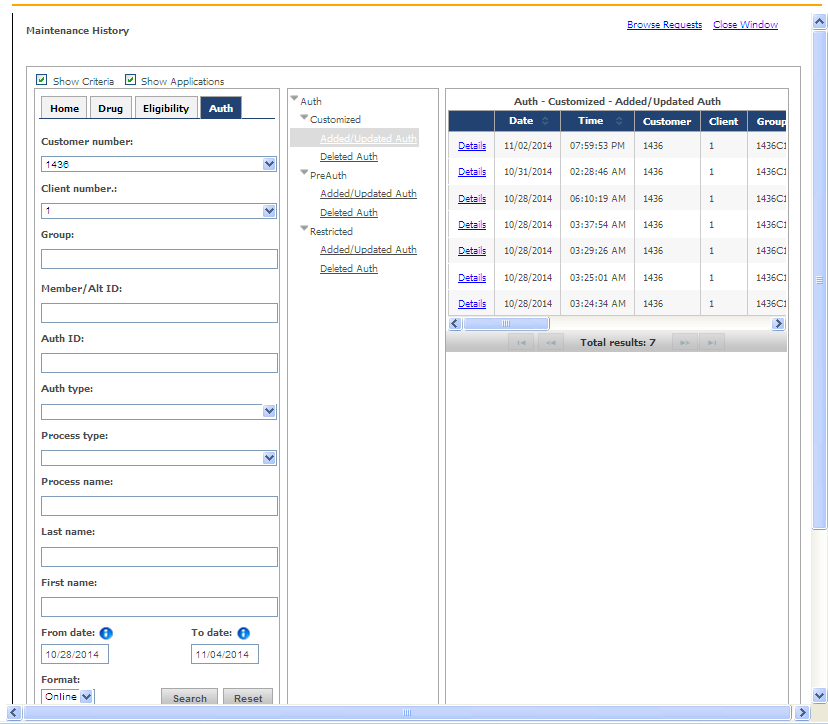 Browse Requests Close Window
Maintenance History
Show Criteria Show Applications
Home Drug Eligibility Auth
Customer number:
1436
Client number.:
1
Group:
Member/Alt ID:
Auth ID:
Auth type:
Process type:
Process name:
Last name:
First name:
From date: To date:
10/28/2014 11/04/2014
Format:
Online Search Reset
Auth
Customized
Added/Updated Auth
Deleted Auth
PreAuth
Added/Updated Auth
Deleted Auth
Restricted
Added/Updated Auth
Deleted Auth
Auth - Customized - Added/Updated Auth
Date Time Customer Client Group
Details 11/02/2014 07:59:53 PM 1436 1 1436C1
Details 10/31/2014 02:28:46 AM 1436 1 1436C1
Details 10/28/2014 06:10:19 AM 1436 1 1436C1
Details 10/28/2014 03:37:54 AM 1436 1 1436C1
Details 10/28/2014 03:29:26 AM 1436 1 1436C1
Details 10/28/2014 03:25:01 AM 1436 1 1436C1
Details 10/28/2014 03:24:34 AM 1436 1 1436C1
Total results: 7